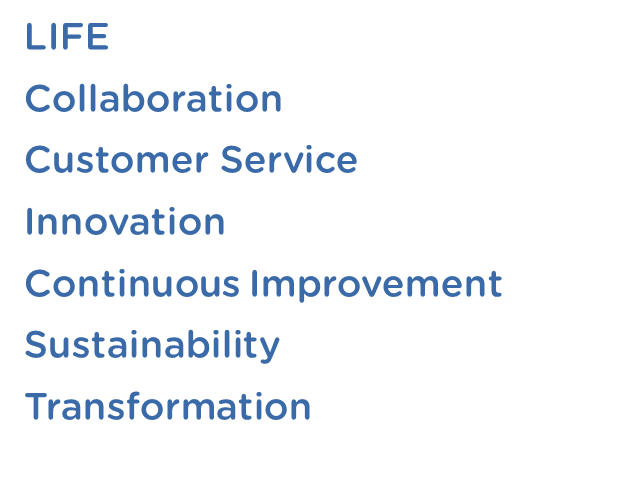 LIFE
Collaboration
Customer Service
Innovation
Continuous Improvement
Sustainability
Transformation